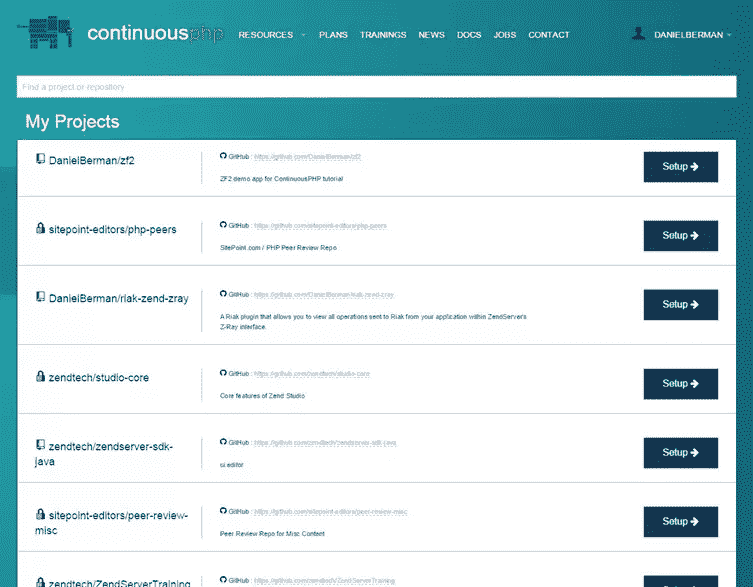 continuousphp RESOURCES PLANS TRAININGS NEWS DOCS JOBS CONTACT DANIELBERMAN
Find a project or repository
My Projects
DanielBerman/zf2
GitHub : https://github.com/DanielBerman/zf2
ZF2 demo app for ContinuousPHP tutorial
Setup
sitepoint-editors/php-peers
GitHub : https://github.com/sitepoint-editors/php-peers
SitePoint.com / PHP Peer Review Repo
Setup
DanielBerman/riak-zend-zray
GitHub : https://github.com/DanielBerman/riak-zend-zray
A Riak plugin that allows you to view all operations sent to Riak from your application within ZendServer's
Z-Ray interface.
Setup
zendtech/studio-core
GitHub : https://github.com/zendtech/studio-core
Core features of Zend Studio
Setup
zendtech/zendserver-sdk-
java
GitHub : https://github.com/zendtech/zendserver-sdk-java
ui.editor
Setup
sitepoint-editors/peer-review-
misc
GitHub : https://github.com/sitepoint-editors/peer-review-misc
Peer Review Repo for Misc Content
Setup
zendtech/ZendServerTraining
GitHub : https://github.com/zendtech/ZendServerTraining